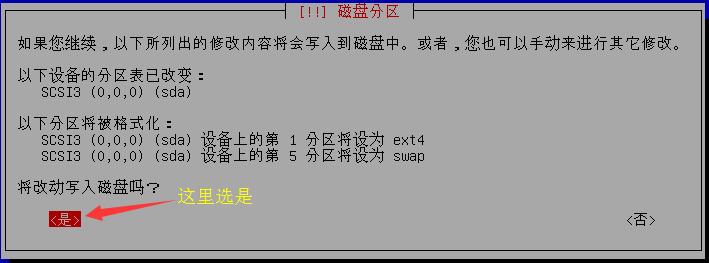 [!!] 磁盘分区
如果您继续，以下所列出的修改内容将会写入到磁盘中。或者，您也可以手动来进行其它修改。
以下设备的分区表已改变：
SCSI3 (0,0,0) (sda)
以下分区将被格式化：
SCSI3 (0,0,0) (sda) 设备上的第 1 分区将设为 ext4
SCSI3 (0,0,0) (sda) 设备上的第 5 分区将设为 swap
将改动写入磁盘吗？
这里选是
<是> <否>